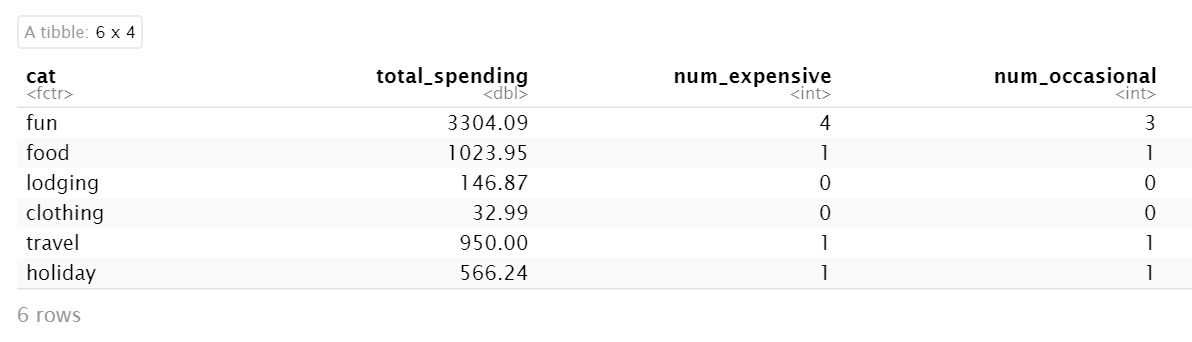 A tibble: 6 x 4
cat total_spending num_expensive num_occasional
<fctr> <dbl> <int> <int>
fun 3304.09 4 3
food 1023.95 1 1
lodging 146.87 0 0
clothing 32.99 0 0
travel 950.00 1 1
holiday 566.24 1 1
6 rows